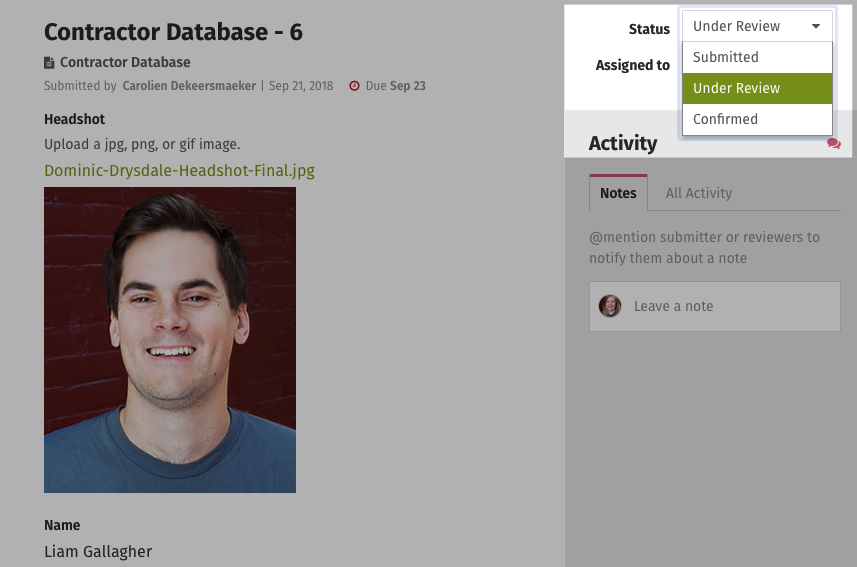 Contractor Database - 6
Contractor Database
Submitted by Carolien Dekeersmaeker | Sep 21, 2018 Due Sep 23
Headshot
Upload a jpg, png, or gif image.
Dominic-Drysdale-Headshot-Final.jpg
Name
Liam Gallagher
Status Under Review
Submitted
Under Review
Confirmed
Assigned to
Activity
Notes All Activity
@mention submitter or reviewers to
notify them about a note
Leave a note